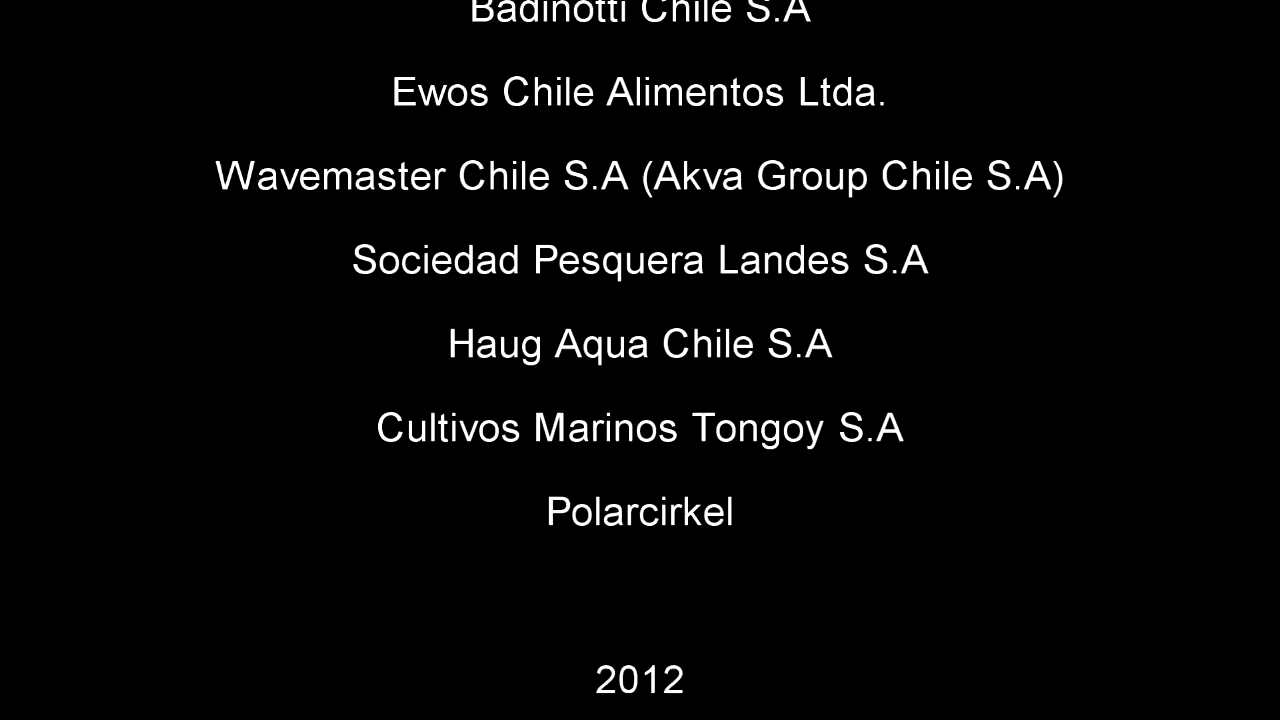 Badinotti Chile S.A
Ewos Chile Alimentos Ltda.
Wavemaster Chile S.A (Akva Group Chile S.A)
Sociedad Pesquera Landes S.A
Haug Aqua Chile S.A
Cultivos Marinos Tongoy S.A
Polarcirkel
2012